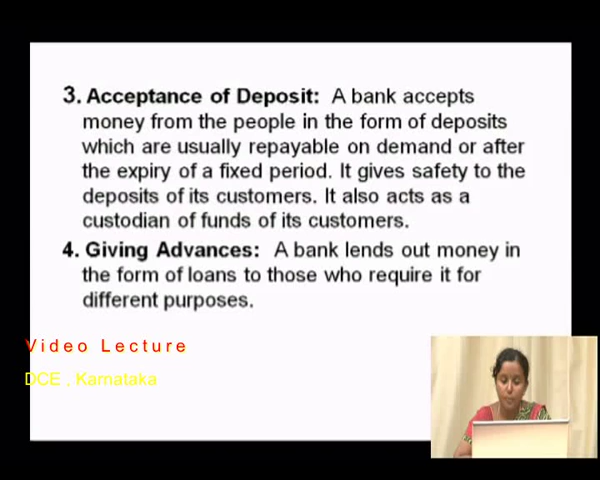 3. Acceptance of Deposit: A bank accepts
money from the people in the form of deposits
which are usually repayable on demand or after
the expiry of a fixed period. It gives safety to the
deposits of its customers. It also acts as a
custodian of funds of its customers.
4. Giving Advances: A bank lends out money in
the form of loans to those who require it for
different purposes.
Video Lecture
DCE , Karnataka